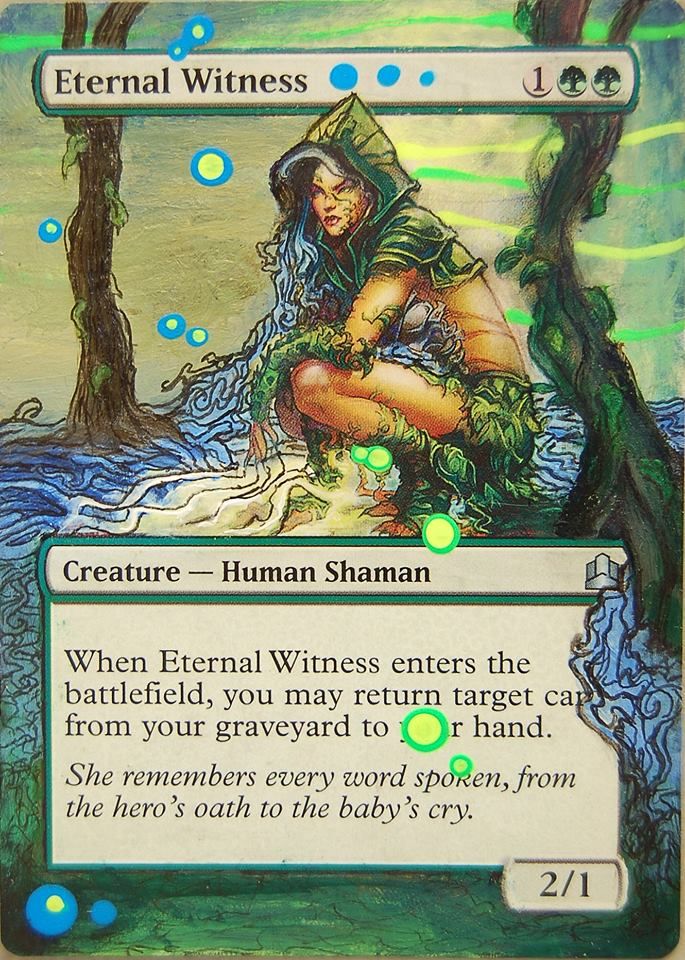 Eternal Witness 1
Creature — Human Shaman
When Eternal Witness enters the
battlefield, you may return target
from your graveyard to hand.
She remembers every word spoken, from
the hero's oath to the baby's cry.
2/1